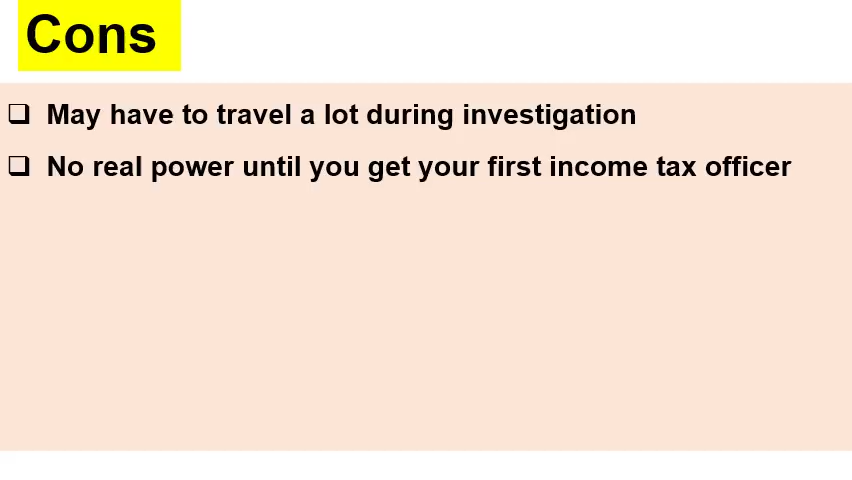 Cons
❑ May have to travel a lot during investigation
❑ No real power until you get your first income tax officer